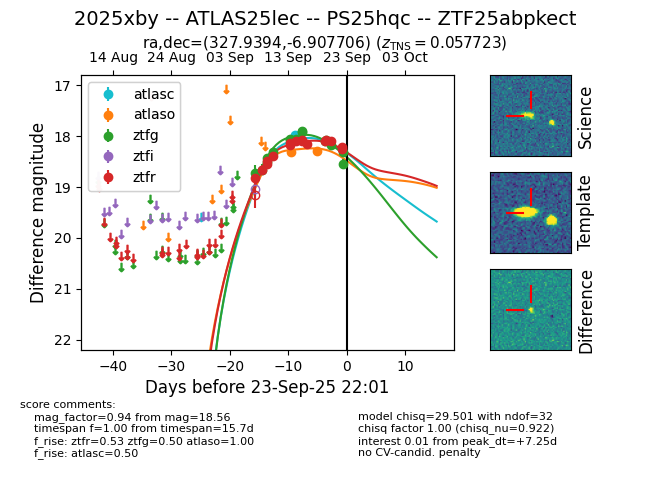 2025xby -- ATLAS25lec -- PS25hqc -- ZTF25abpkect
ra,dec=(327.9394,-6.907706) (z_TNS = 0.057723)
14 Aug 24 Aug 03 Sep 13 Sep 23 Sep 03 Oct
atlasc
atlaso
ztfg
ztfi
ztfr
17
18
19
20
21
22
Difference magnitude
−40 −30 −20 −10 0 10
Days before 23-Sep-25 22:01
Science
Template
Difference
score comments:
mag_factor=0.94 from mag=18.56
timespan f=1.00 from timespan=15.7d
f_rise: ztfr=0.53 ztfg=0.50 atlaso=1.00
f_rise: atlasc=0.50
model chisq=29.501 with ndof=32
chisq factor 1.00 (chisq_nu=0.922)
interest 0.01 from peak_dt=+7.25d
no CV-candid. penalty